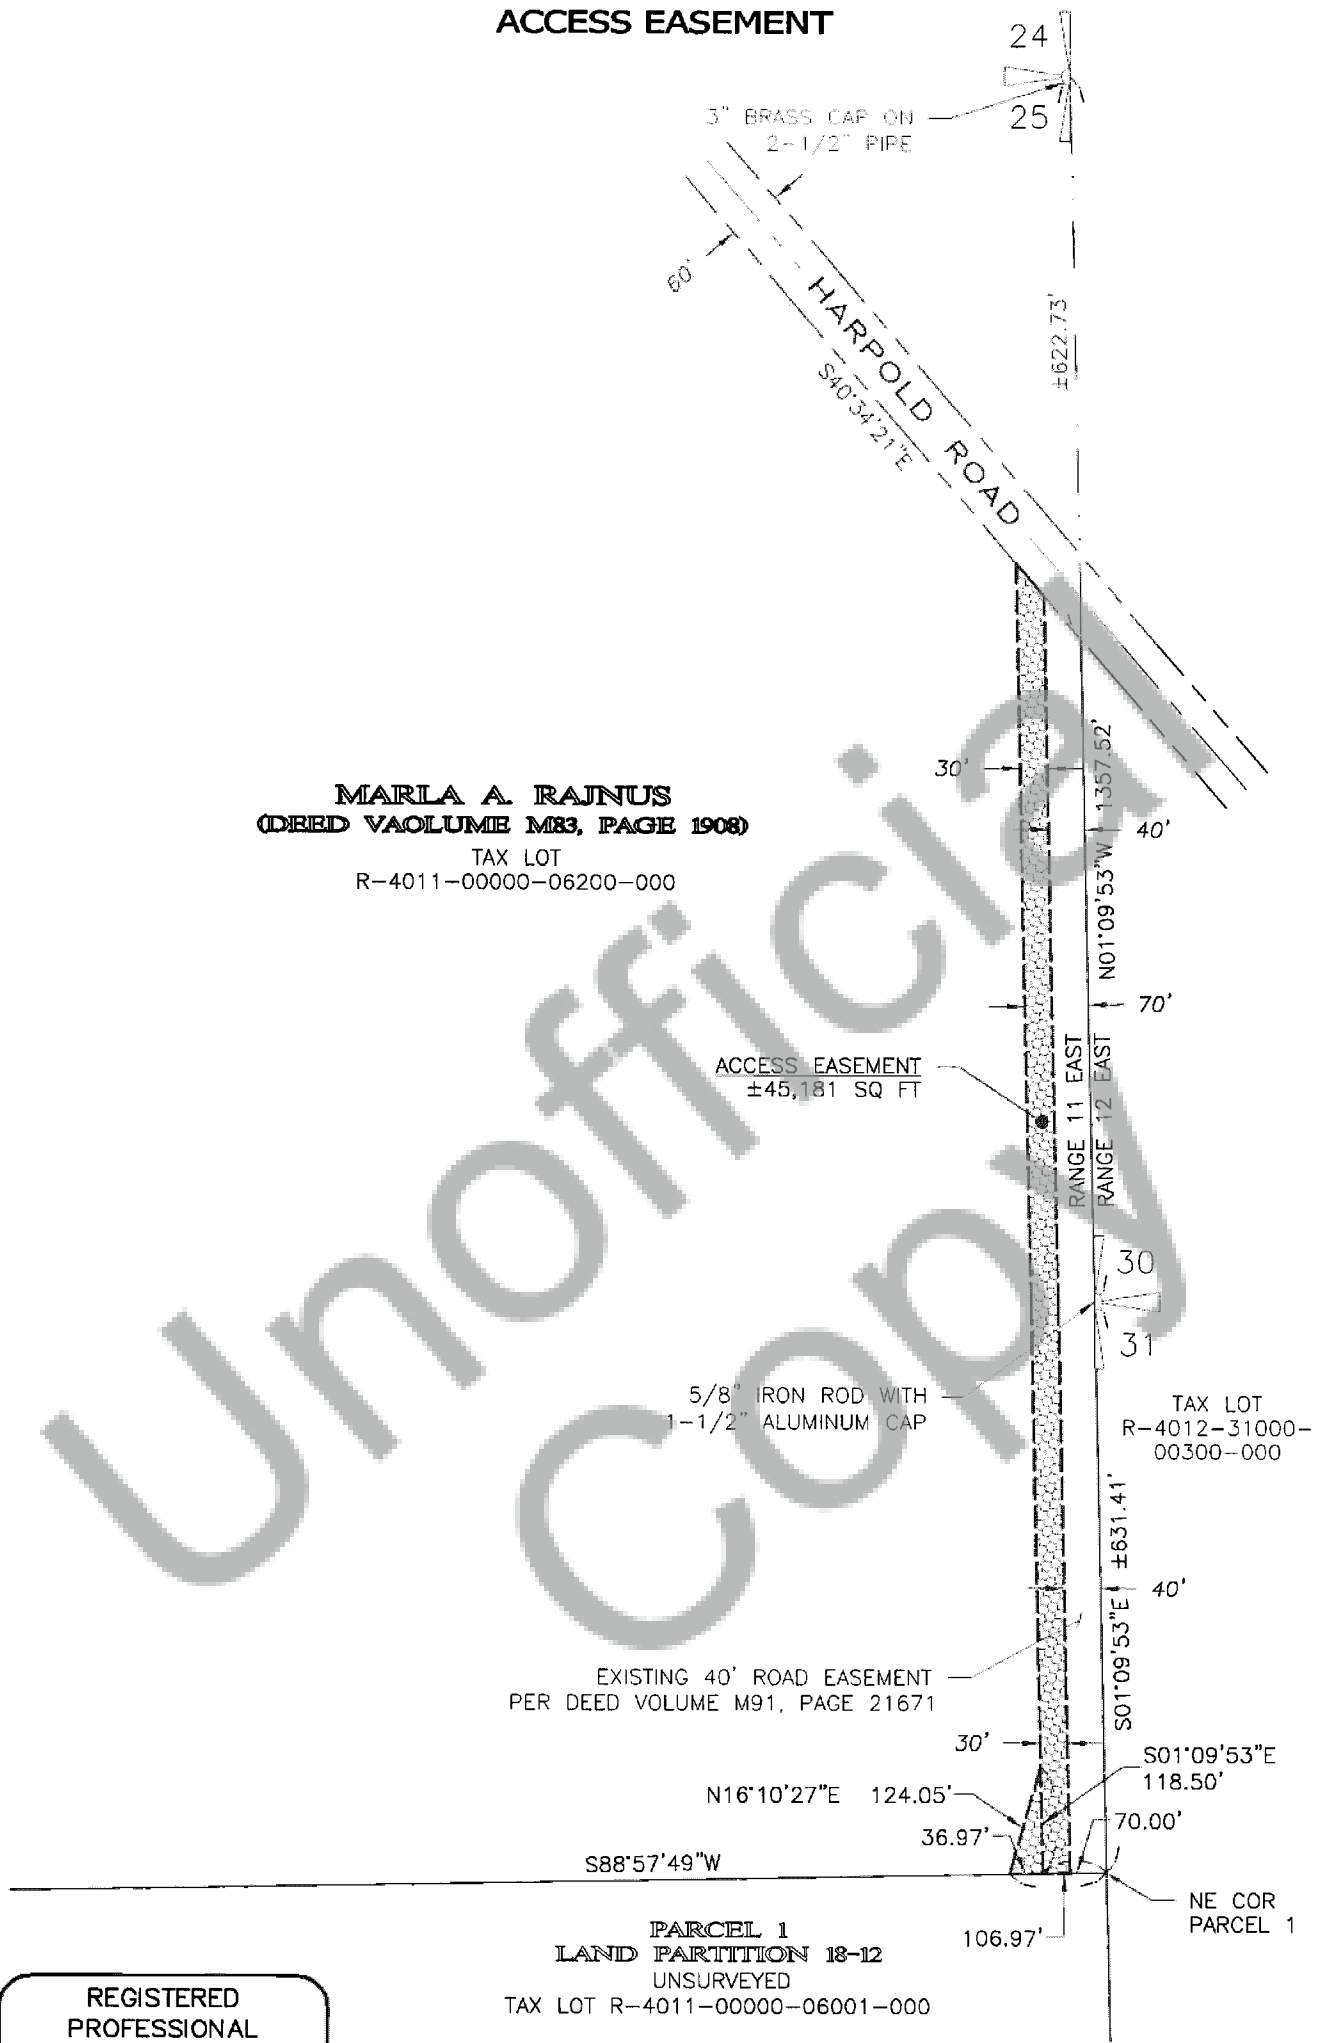 ACCESS EASEMENT
24
25
3" BRASS CAP ON
2-1/2" PIPE
60'
HARPOLD ROAD
S40°34'21"E
±622.73'
30'
MARLA A. RAJNUS
(DEED VAOLUME M83, PAGE 1908)
TAX LOT
R-4011-00000-06200-000
40'
N01°09'53"W 1357.52'
70'
ACCESS EASEMENT
±45,181 SQ FT
RANGE 11 EAST
RANGE 12 EAST
30
31
5/8" IRON ROD WITH
1-1/2" ALUMINUM CAP
TAX LOT
R-4012-31000-
00300-000
S01°09'53"E ±631.41'
40'
EXISTING 40' ROAD EASEMENT
PER DEED VOLUME M91, PAGE 21671
30'
S01°09'53"E
118.50'
N16°10'27"E 124.05'
70.00'
36.97'
S88°57'49"W
NE COR
PARCEL 1
106.97'
PARCEL 1
LAND PARTITION 18-12
UNSURVEYED
TAX LOT R-4011-00000-06001-000
REGISTERED
PROFESSIONAL
Unofficial
Copy